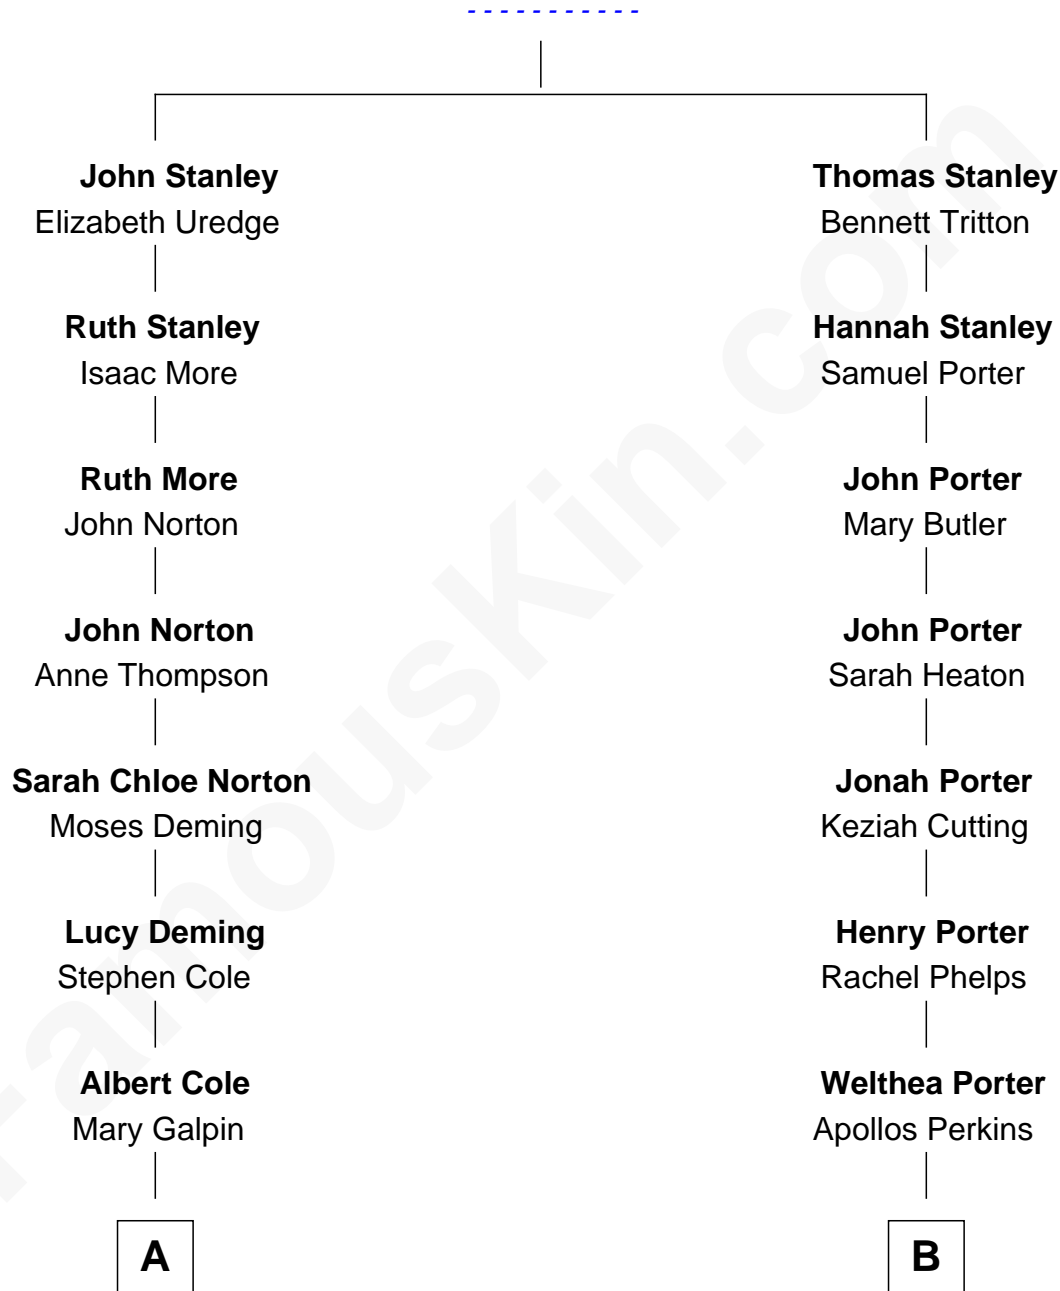 - - - - - - - - - - -
John Stanley
Elizabeth Uredge
Thomas Stanley
Bennett Tritton
Ruth Stanley
Isaac More
Hannah Stanley
Samuel Porter
Ruth More
John Norton
John Porter
Mary Butler
John Norton
Anne Thompson
John Porter
Sarah Heaton
Sarah Chloe Norton
Moses Deming
Jonah Porter
Keziah Cutting
Lucy Deming
Stephen Cole
Henry Porter
Rachel Phelps
Albert Cole
Mary Galpin
Welthea Porter
Apollos Perkins
A
B
FamousKin.com